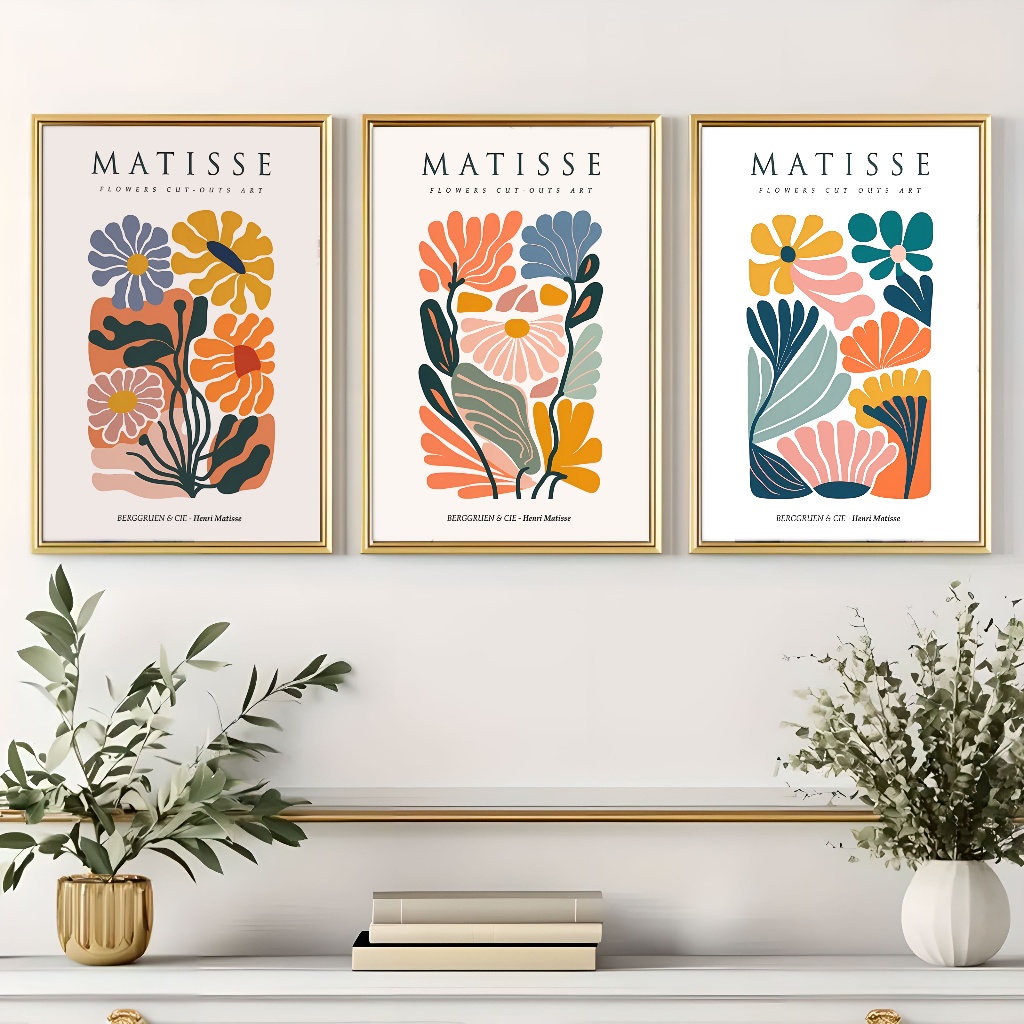 MATISSE
FLOWERS CUT-OUTS ART
BERGGRUEN & CIE - Henri Matisse
MATISSE
FLOWERS CUT-OUTS ART
BERGGRUEN & CIE - Henri Matisse
MATISSE
FLOWERS CUT OUTS ART
BERGGRUEN & CIE - Henri Matisse